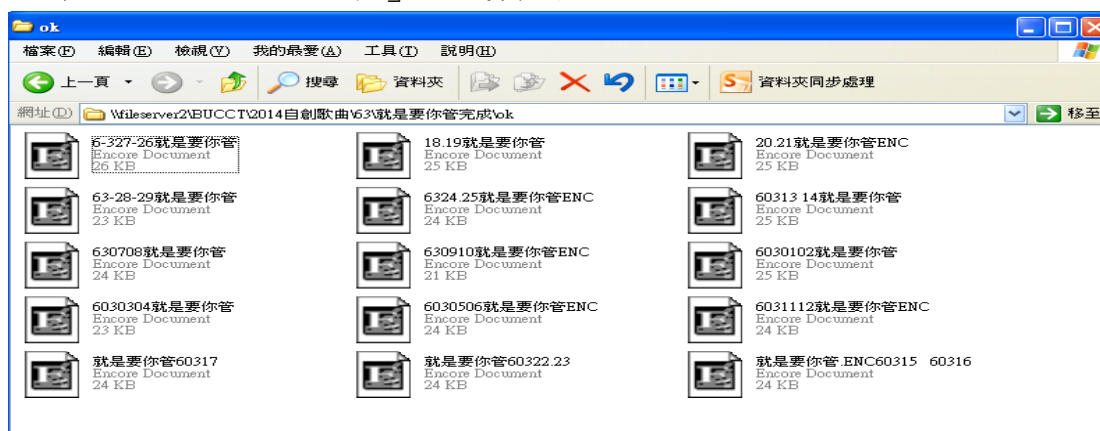 ok
檔案(F) 編輯(E) 檢視(V) 我的最愛(A) 工具(T) 說明(H)
上一頁 搜尋 資料夾 資料夾同步處理
網址(D) \\fileserver2\BUCCT\2014自創歌曲\63\就是要你管完成\ok 移至
6-327-26就是要你管
Encore Document
26 KB
18.19就是要你管
Encore Document
25 KB
20.21就是要你管ENC
Encore Document
25 KB
63-28-29就是要你管
Encore Document
23 KB
6324.25就是要你管ENC
Encore Document
24 KB
60313 14就是要你管
Encore Document
25 KB
630708就是要你管
Encore Document
24 KB
630910就是要你管ENC
Encore Document
21 KB
6030102就是要你管
Encore Document
25 KB
6030304就是要你管
Encore Document
23 KB
6030506就是要你管ENC
Encore Document
24 KB
6031112就是要你管ENC
Encore Document
24 KB
就是要你管60317
Encore Document
24 KB
就是要你管60322.23
Encore Document
24 KB
就是要你管.ENC60315 60316
Encore Document
24 KB